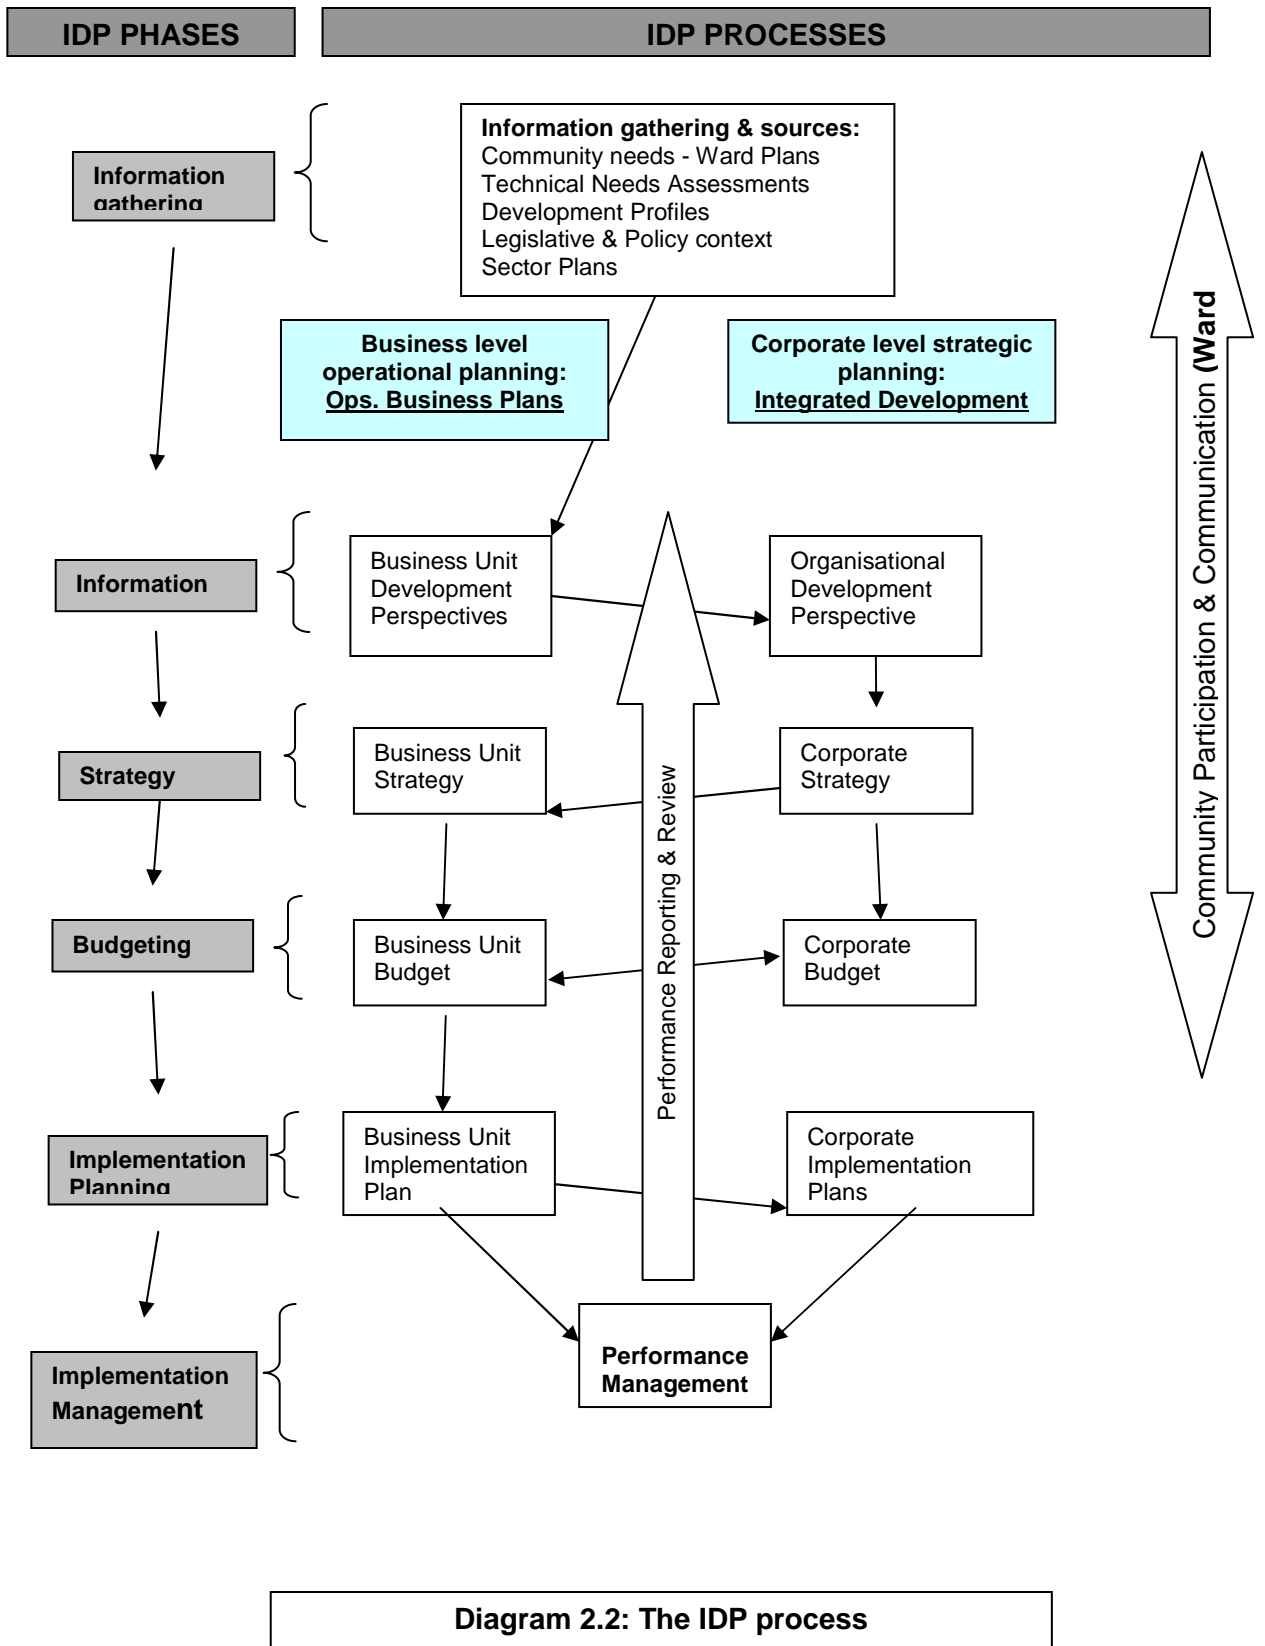 IDP PHASES
IDP PROCESSES
Information
gathering
Information gathering & sources:
Community needs - Ward Plans
Technical Needs Assessments
Development Profiles
Legislative & Policy context
Sector Plans
Business level
operational planning:
Ops. Business Plans
Corporate level strategic
planning:
Integrated Development
Community Participation & Communication (Ward
Information
Business Unit
Development
Perspectives
Organisational
Development
Perspective
Performance Reporting & Review
Strategy
Business Unit
Strategy
Corporate
Strategy
Budgeting
Business Unit
Budget
Corporate
Budget
Implementation
Planning
Business Unit
Implementation
Plan
Corporate
Implementation
Plans
Implementation
Management
Performance
Management
Diagram 2.2: The IDP process